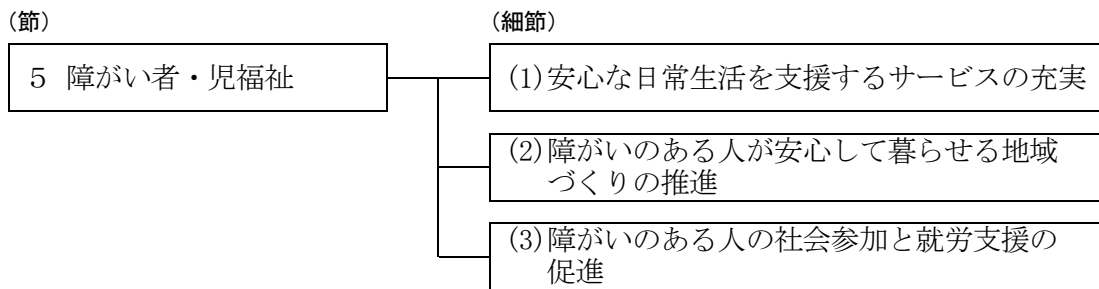 (節)
(細節)
５ 障がい者・児福祉
(1)安心な日常生活を支援するサービスの充実
(2)障がいのある人が安心して暮らせる地域
づくりの推進
(3)障がいのある人の社会参加と就労支援の
促進